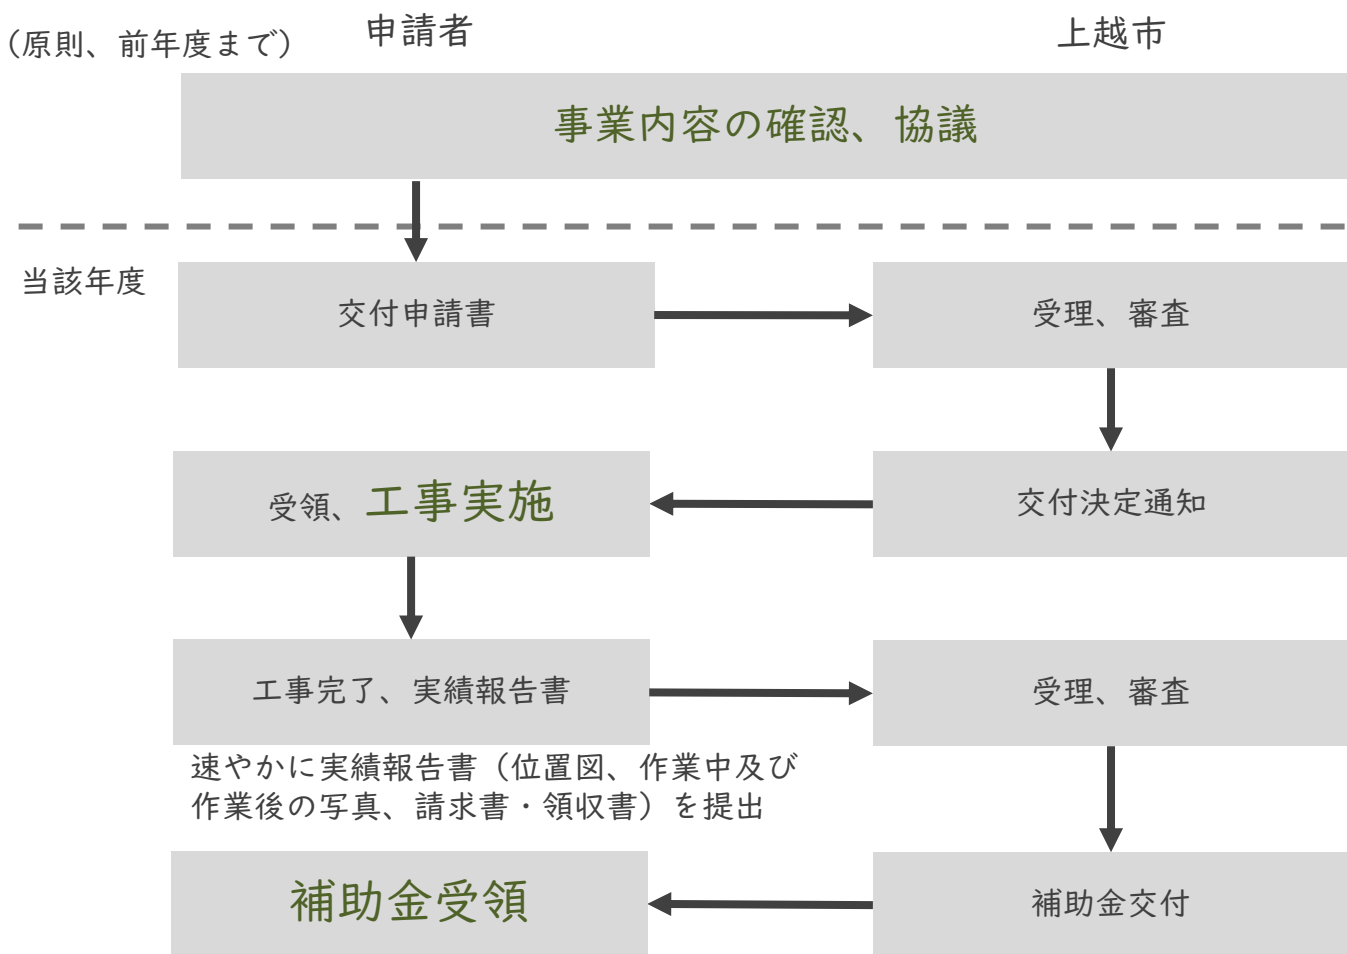 （原則、前年度まで）
申請者
上越市
事業内容の確認、協議
当該年度
交付申請書
受理、審査
受領、工事実施
交付決定通知
工事完了、実績報告書
受理、審査
速やかに実績報告書（位置図、作業中及び
作業後の写真、請求書・領収書）を提出
補助金受領
補助金交付